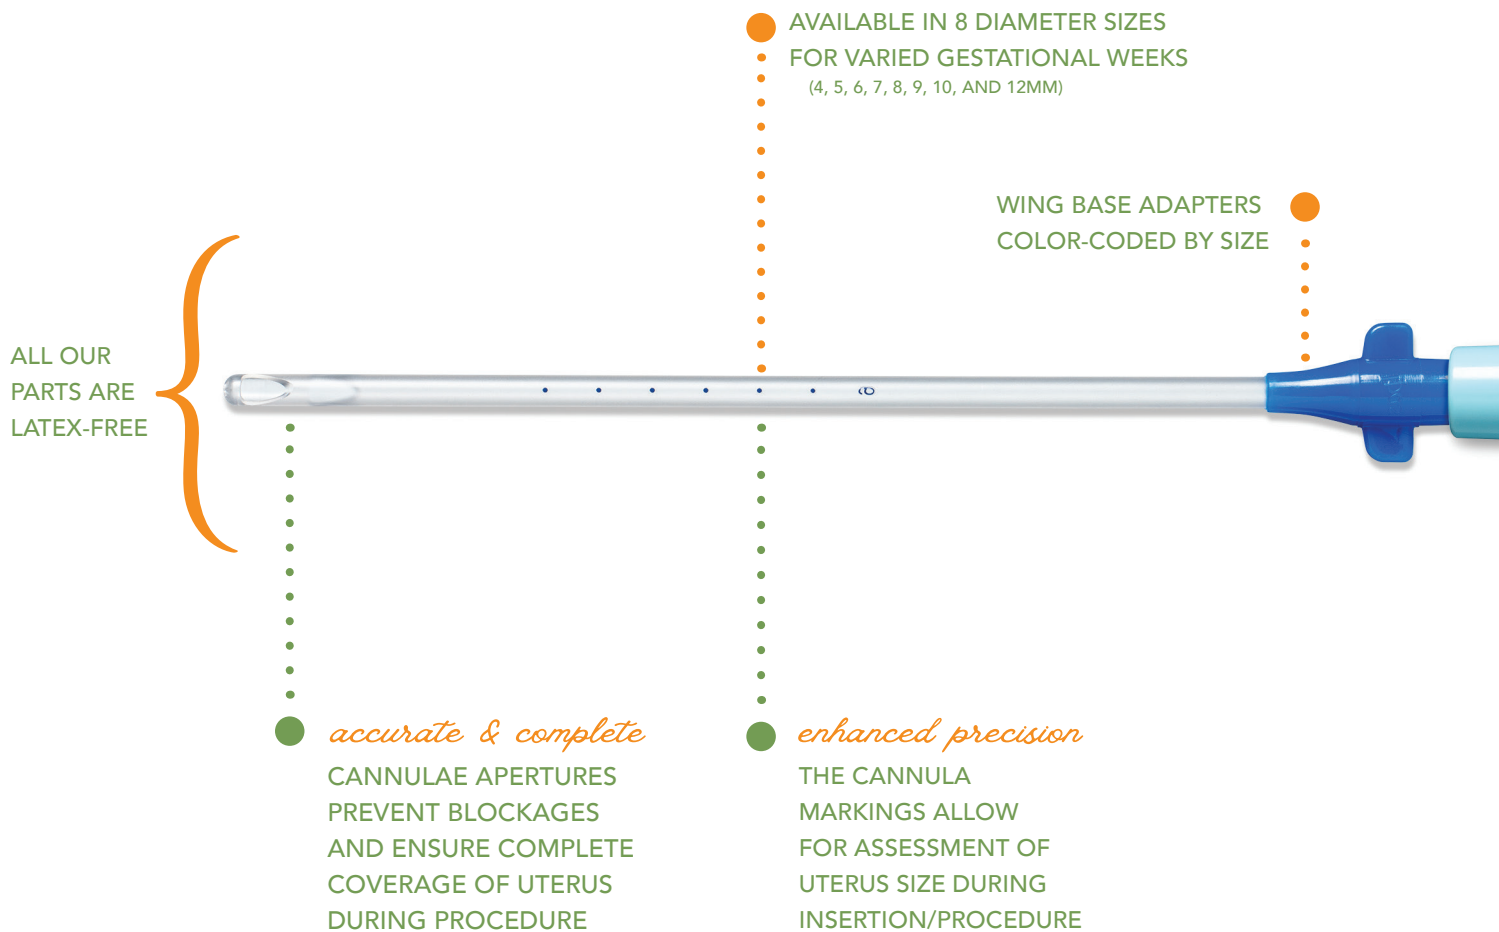 AVAILABLE IN 8 DIAMETER SIZES
FOR VARIED GESTATIONAL WEEKS
(4, 5, 6, 7, 8, 9, 10, AND 12MM)
WING BASE ADAPTERS
COLOR-CODED BY SIZE
ALL OUR
PARTS ARE
LATEX-FREE
accurate & complete
CANNULAE APERTURES
PREVENT BLOCKAGES
AND ENSURE COMPLETE
COVERAGE OF UTERUS
DURING PROCEDURE
enhanced precision
THE CANNULA
MARKINGS ALLOW
FOR ASSESSMENT OF
UTERUS SIZE DURING
INSERTION/PROCEDURE